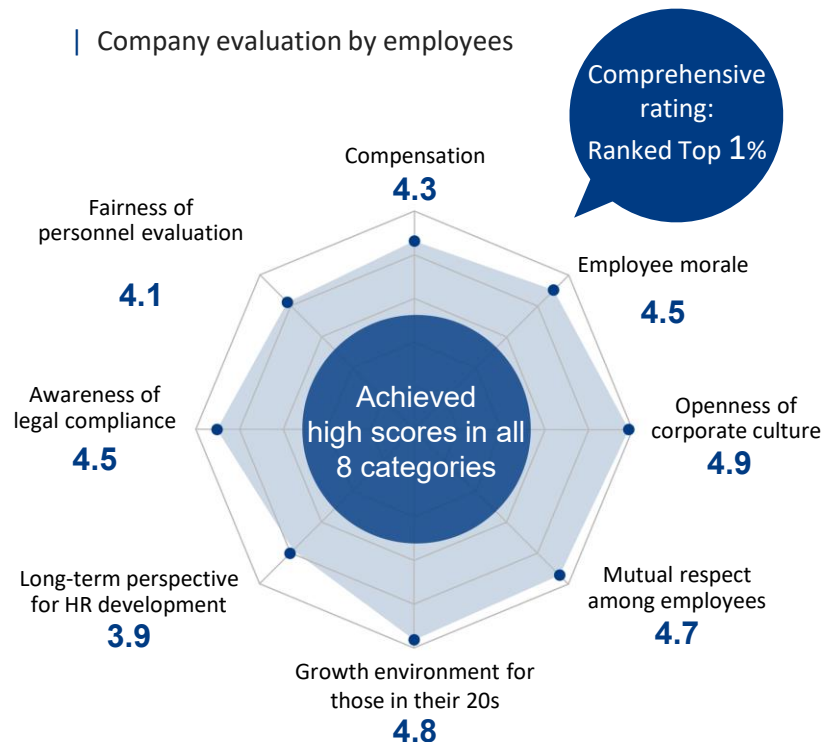 | Company evaluation by employees
Comprehensive
rating:
Ranked Top 1%
Compensation
4.3
Fairness of
personnel evaluation
4.1
Employee morale
4.5
Awareness of
legal compliance
4.5
Achieved
high scores in all
8 categories
Openness of
corporate culture
4.9
Long-term perspective
for HR development
3.9
Mutual respect
among employees
4.7
Growth environment for
those in their 20s
4.8